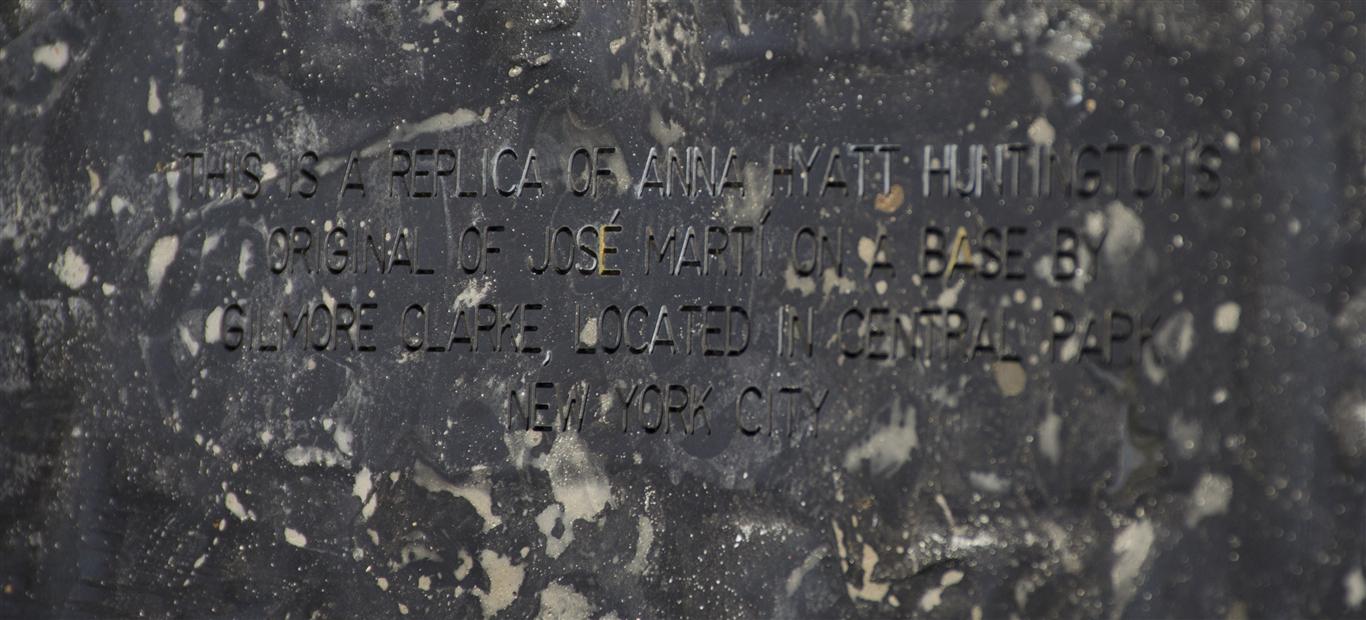 THIS IS A REPLICA OF ANNA HYATT HUNTINGTON'S
ORIGINAL OF JOSÉ MARTÍ ON A BASE BY
GILMORE CLARKE, LOCATED IN CENTRAL PARK
NEW YORK CITY